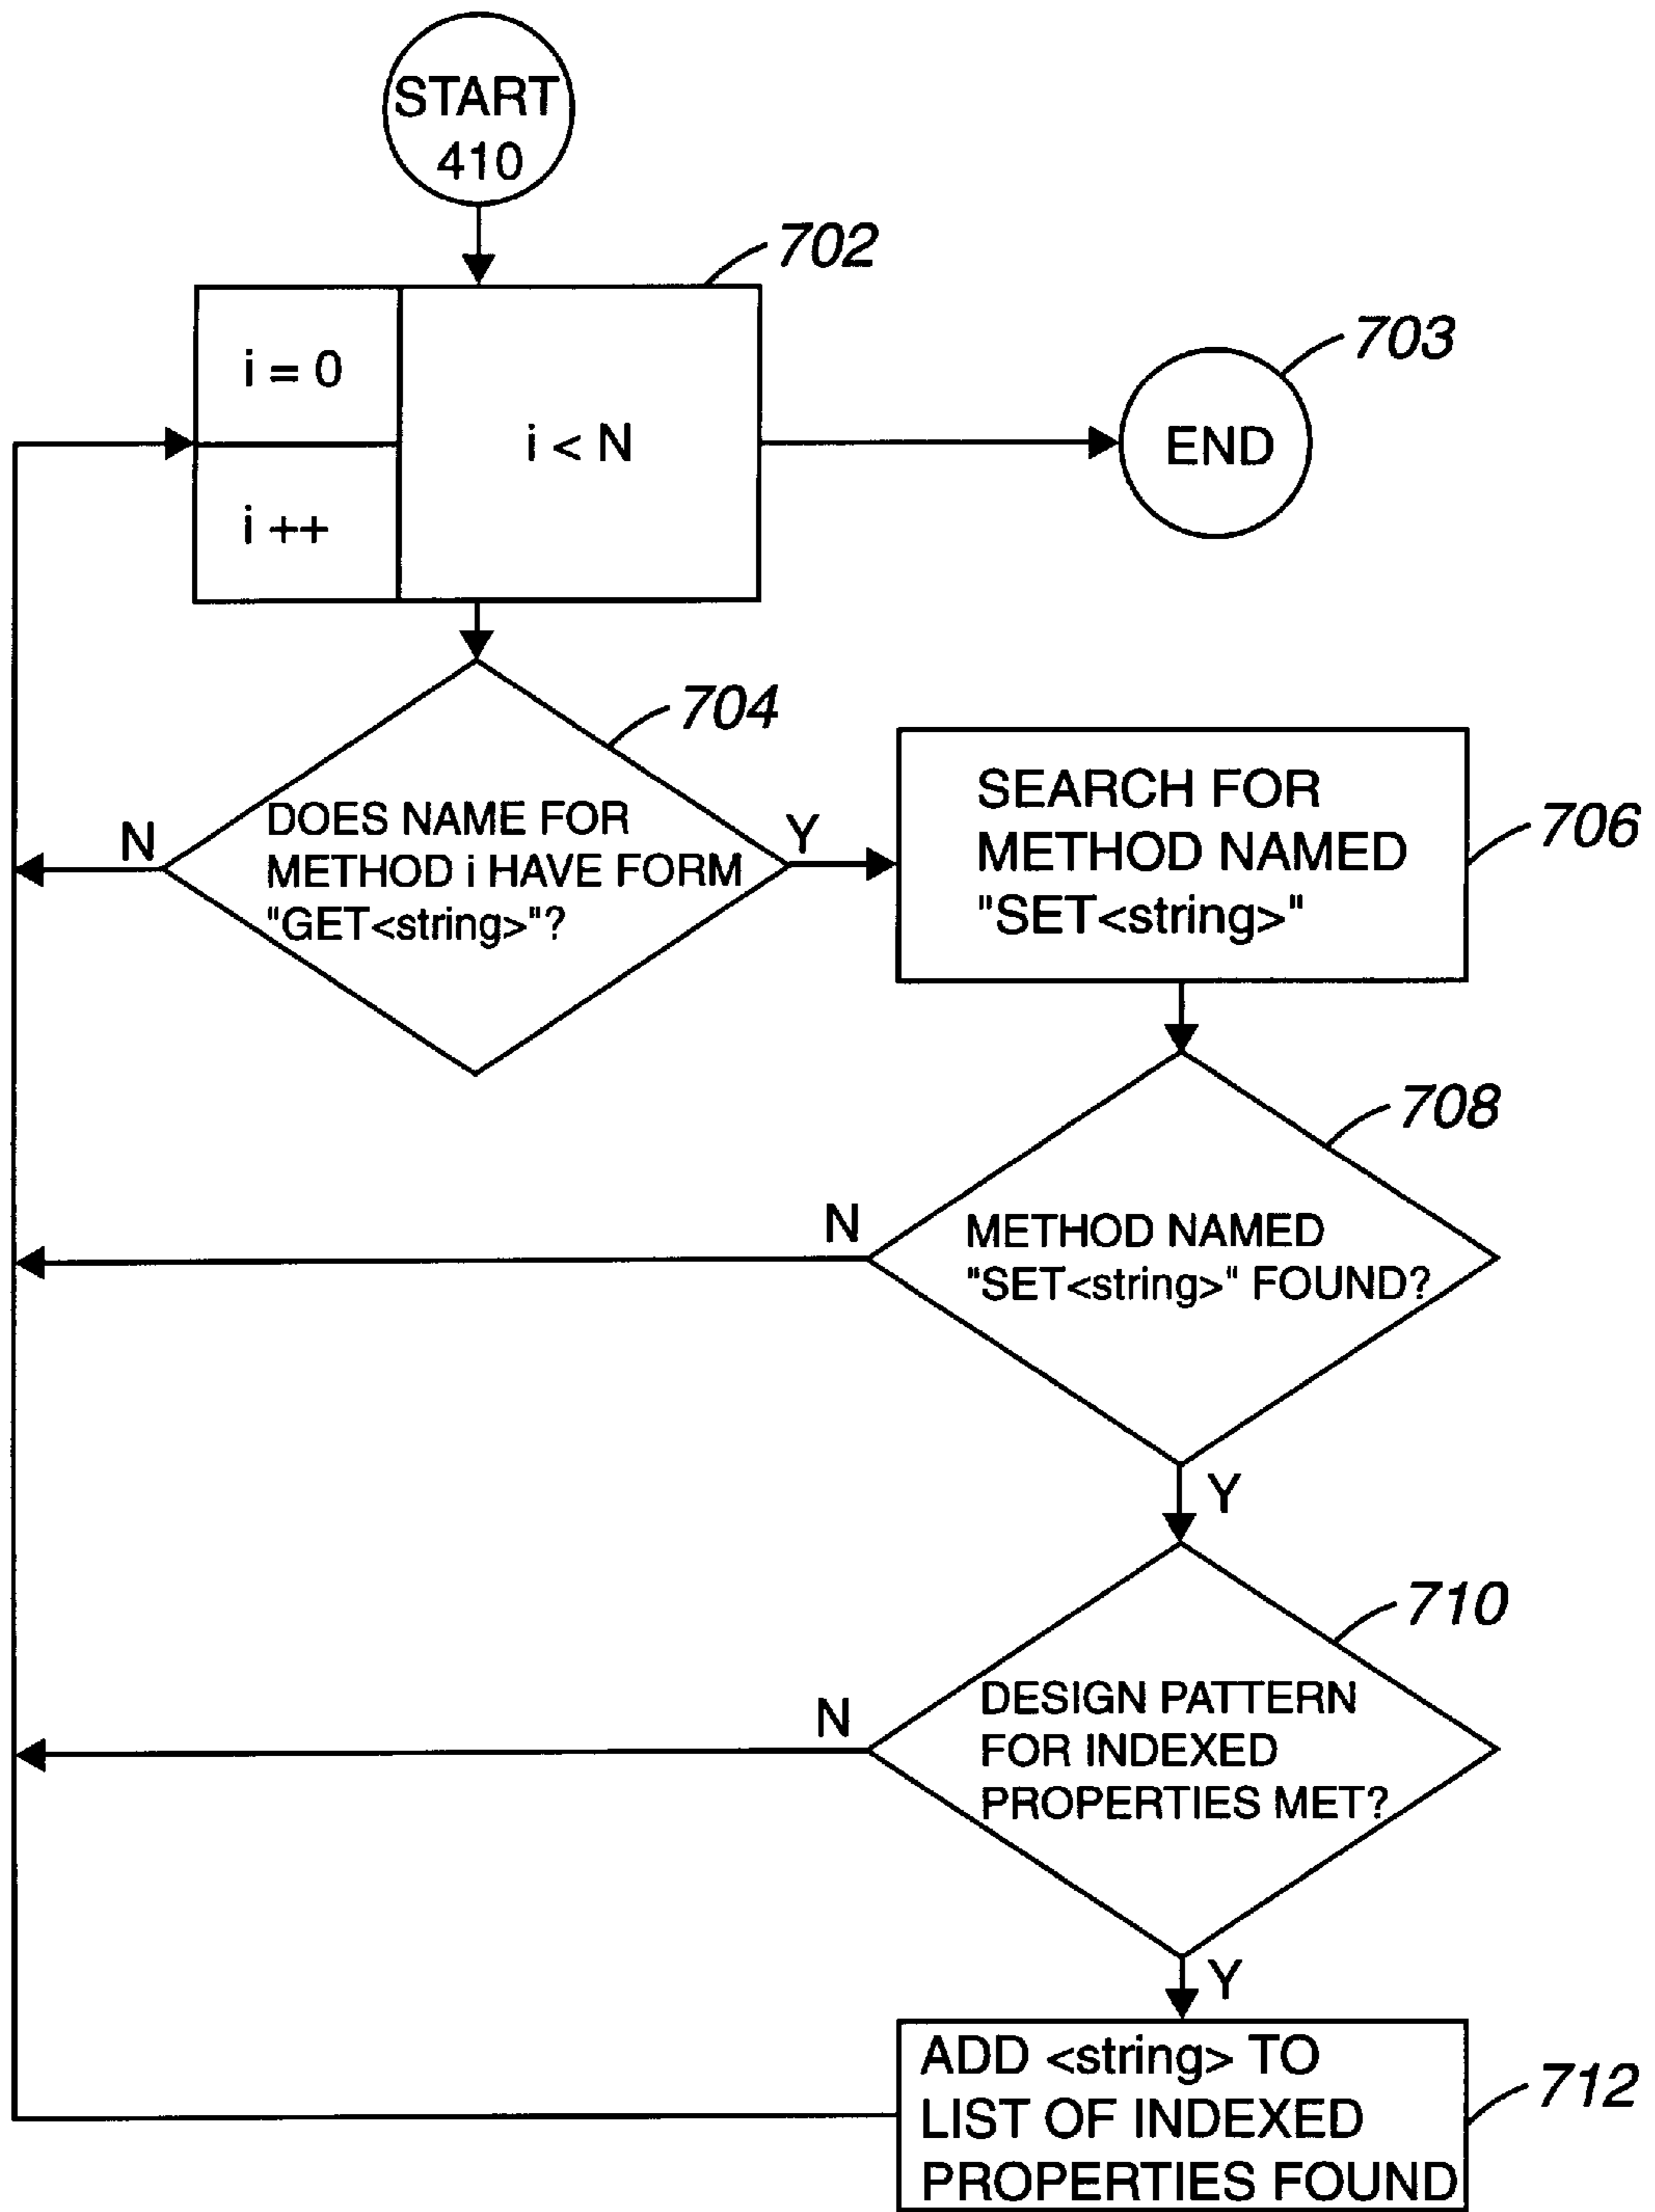 START
410
702
i = 0
i < N
i ++
703
END
704
DOES NAME FOR
METHOD i HAVE FORM
"GET<string>"?
N
Y
SEARCH FOR
METHOD NAMED
"SET<string>"
706
708
METHOD NAMED
"SET<string>" FOUND?
N
Y
710
DESIGN PATTERN
FOR INDEXED
PROPERTIES MET?
N
Y
ADD <string> TO
LIST OF INDEXED
PROPERTIES FOUND
712